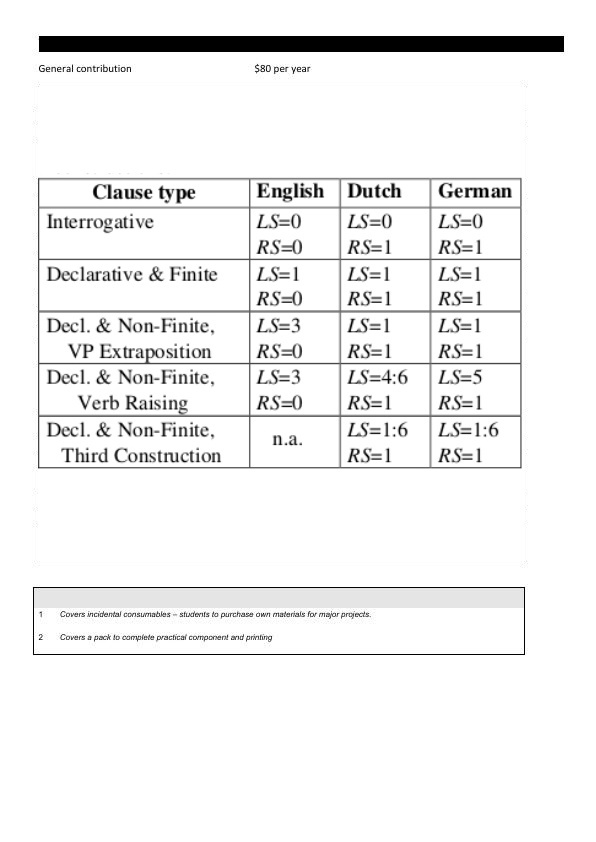 General contribution $80 per year
Clause type English Dutch German
Interrogative LS=0 LS=0 LS=0
RS=0 RS=1 RS=1
Declarative & Finite LS=1 LS=1 LS=1
RS=0 RS=1 RS=1
Decl. & Non-Finite, LS=3 LS=1 LS=1
VP Extraposition RS=0 RS=1 RS=1
Decl. & Non-Finite, LS=3 LS=4:6 LS=5
Verb Raising RS=0 RS=1 RS=1
Decl. & Non-Finite, n.a. LS=1:6 LS=1:6
Third Construction RS=1 RS=1
1 Covers incidental consumables – students to purchase own materials for major projects.
2 Covers a pack to complete practical component and printing